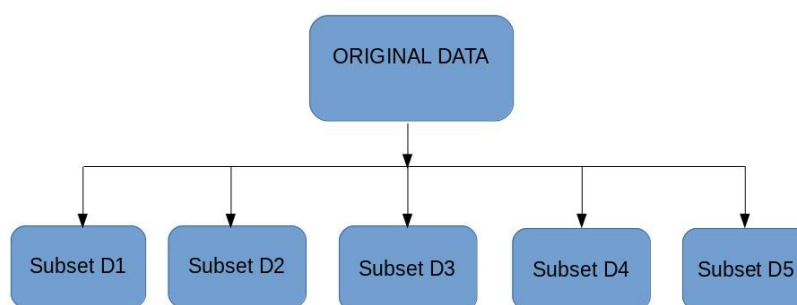 ORIGINAL DATA
Subset D1
Subset D2
Subset D3
Subset D4
Subset D5